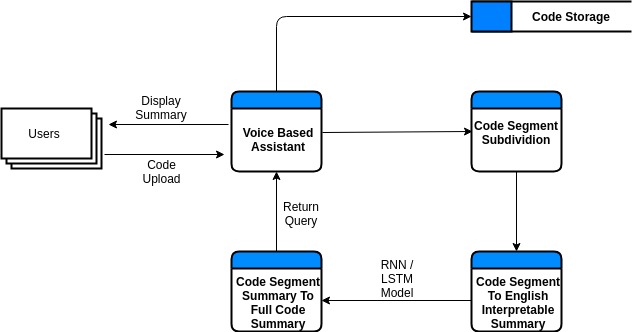 Code Storage
Display
Summary
Users
Code
Upload
Voice Based
Assistant
Code Segment
Subdividion
Return
Query
RNN /
LSTM
Model
Code Segment
Summary To
Full Code
Summary
Code Segment
To English
Interpretable
Summary